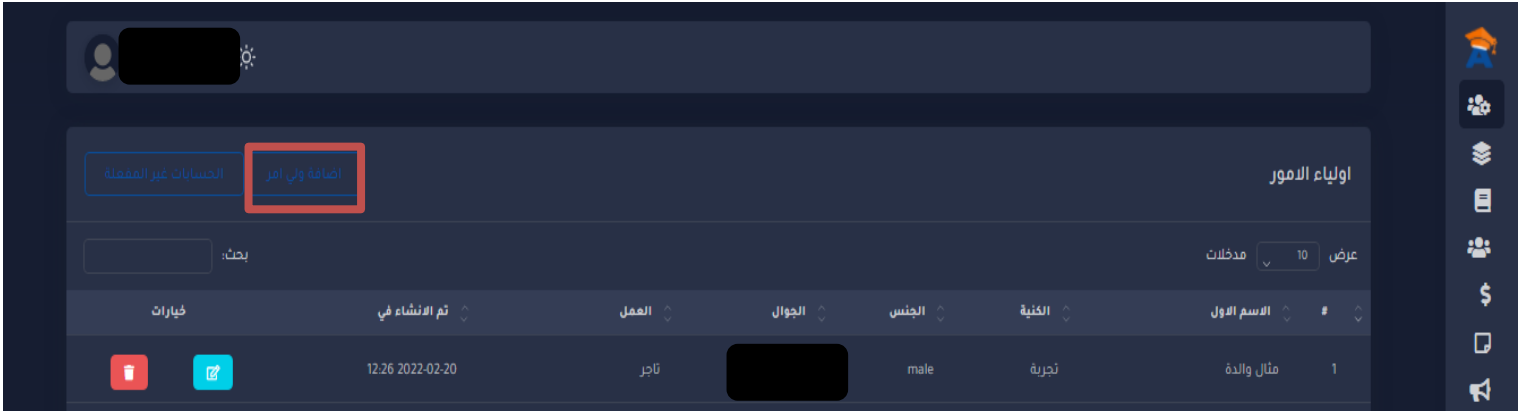 اولياء الامور
اضافة ولي امر
الحسابات غير المفعلة
عرض 10 مدخلات
بحث:
# الاسم الاول الكنية الجنس الجوال العمل تم الانشاء في خيارات
1 مثال والدة تجربة male تاجر 2022-02-20 12:26